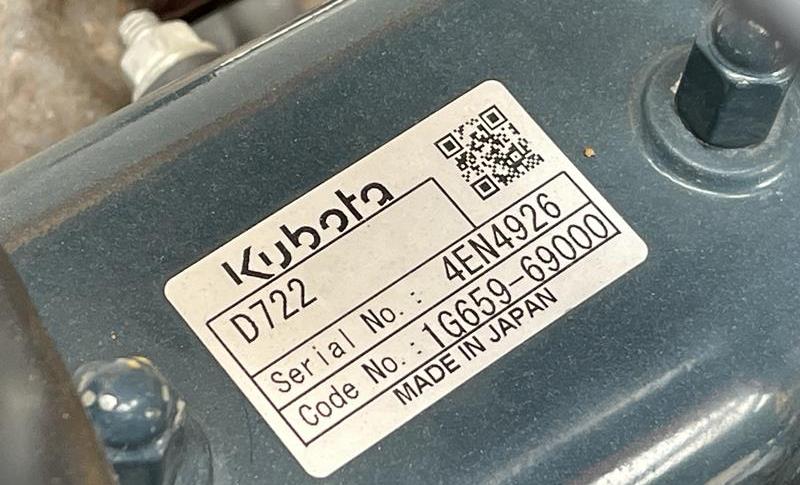 Kubota
D722
Serial No.: 4EN4926
Code No.: 1G659-69000
MADE IN JAPAN